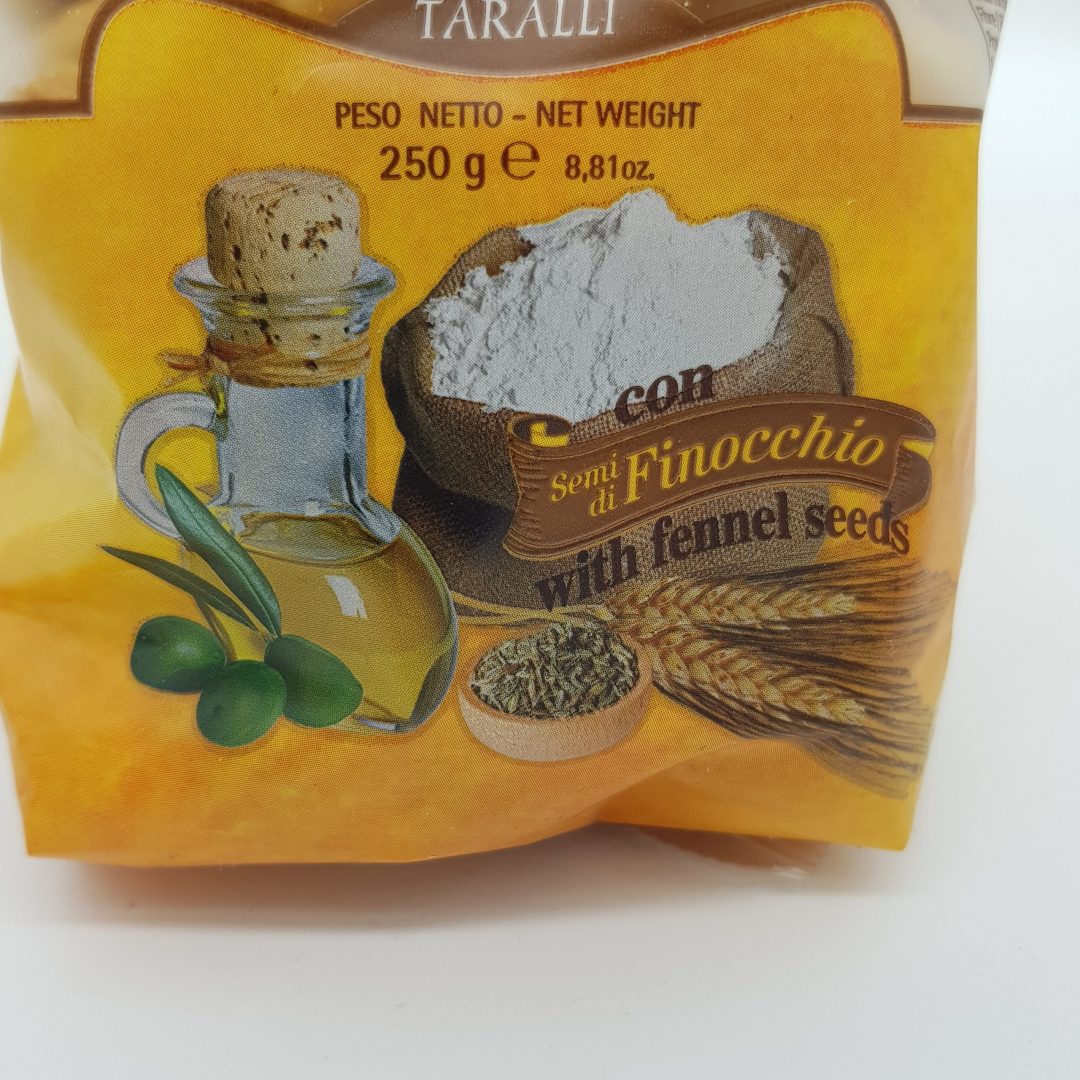 TARALLI
PESO NETTO - NET WEIGHT
250 g ℮ 8,81oz.
con
Semi di Finocchio
with fennel seeds